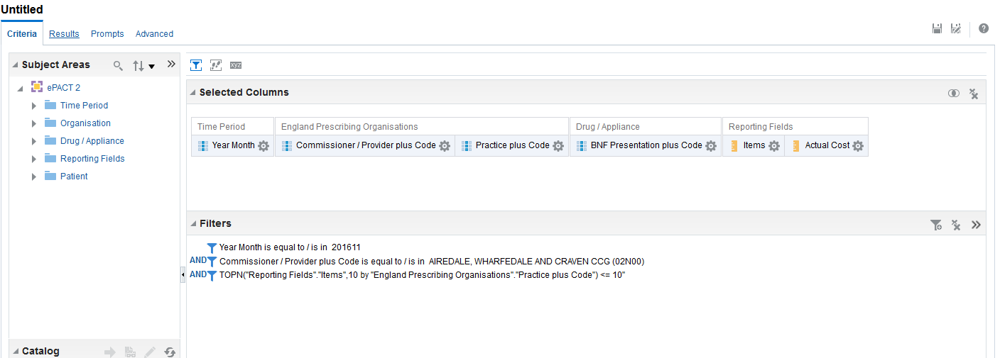 Untitled
Criteria Results Prompts Advanced
Subject Areas
ePACT 2
Time Period
Organisation
Drug / Appliance
Reporting Fields
Patient
Catalog
xyz
Selected Columns
Time Period England Prescribing Organisations Drug / Appliance Reporting Fields
Year Month Commissioner / Provider plus Code Practice plus Code BNF Presentation plus Code Items Actual Cost
Filters
Year Month is equal to / is in 201611
AND Commissioner / Provider plus Code is equal to / is in AIREDALE, WHARFEDALE AND CRAVEN CCG (02N00)
AND TOPN("Reporting Fields"."Items",10 by "England Prescribing Organisations"."Practice plus Code") <= 10"